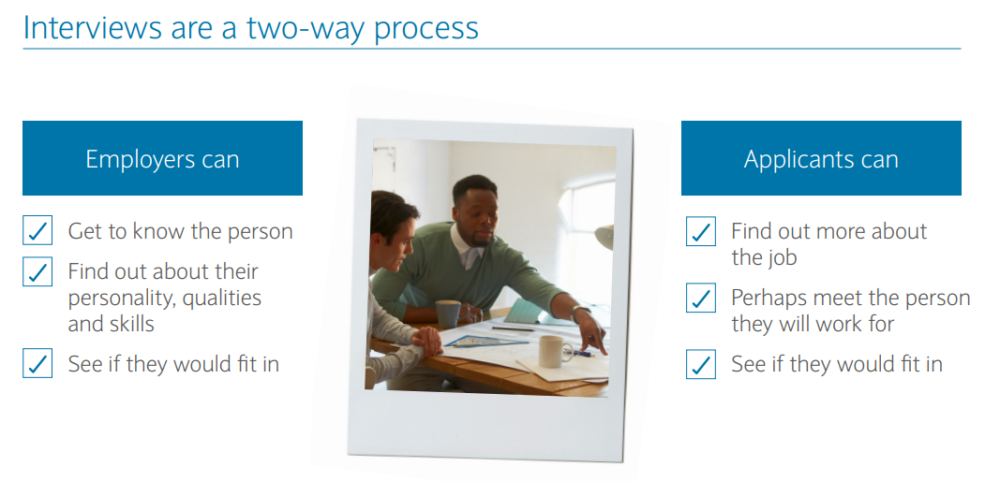 Interviews are a two-way process
Employers can
Get to know the person
Find out about their
personality, qualities
and skills
See if they would fit in
Applicants can
Find out more about
the job
Perhaps meet the person
they will work for
See if they would fit in